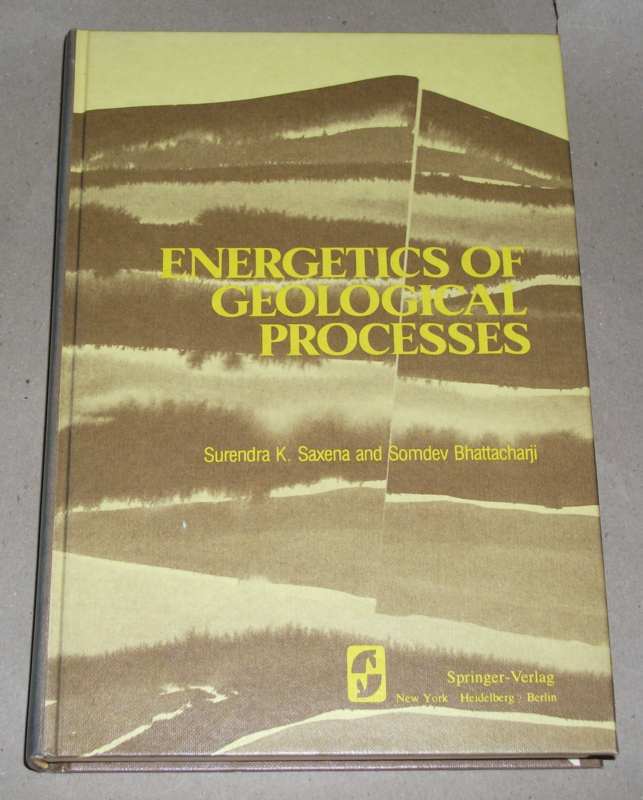 ENERGETICS OF
GEOLOGICAL
PROCESSES
Surendra K. Saxena and Somdev Bhattacharji
Springer-Verlag
New York · Heidelberg · Berlin